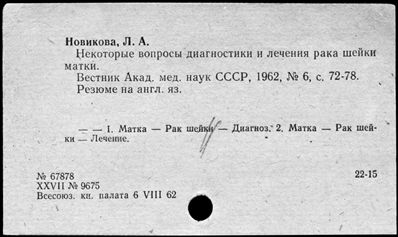 Новикова, Л. А.
Некоторые вопросы диагностики и лечения рака шейки
матки.
Вестник Акад. мед. наук СССР, 1962, № 6, с. 72-78.
Резюме на англ. яз.
— — 1. Матка — Рак шейки — Диагноз. 2. Матка — Рак шей-
ки — Лечение.
№ 67878 22-15
XXVII № 9675
Всесоюз. кн. палата 6 VIII 62